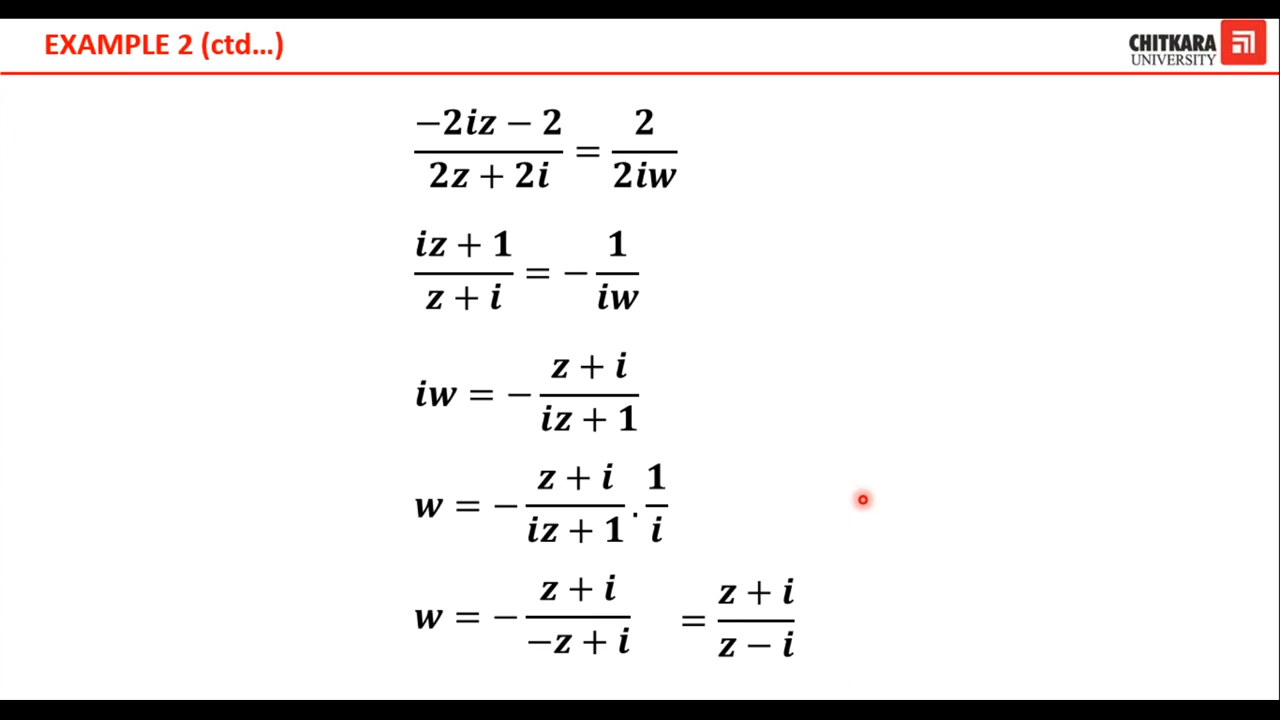 EXAMPLE 2 (ctd...)
CHITKARA
UNIVERSITY
(-2iz - 2)/(2z + 2i) = 2/(2iw)
(iz + 1)/(z + i) = - 1/(iw)
iw = - (z + i)/(iz + 1)
w = - (z + i)/(iz + 1) . 1/i
w = - (z + i)/(-z + i) = (z + i)/(z - i)